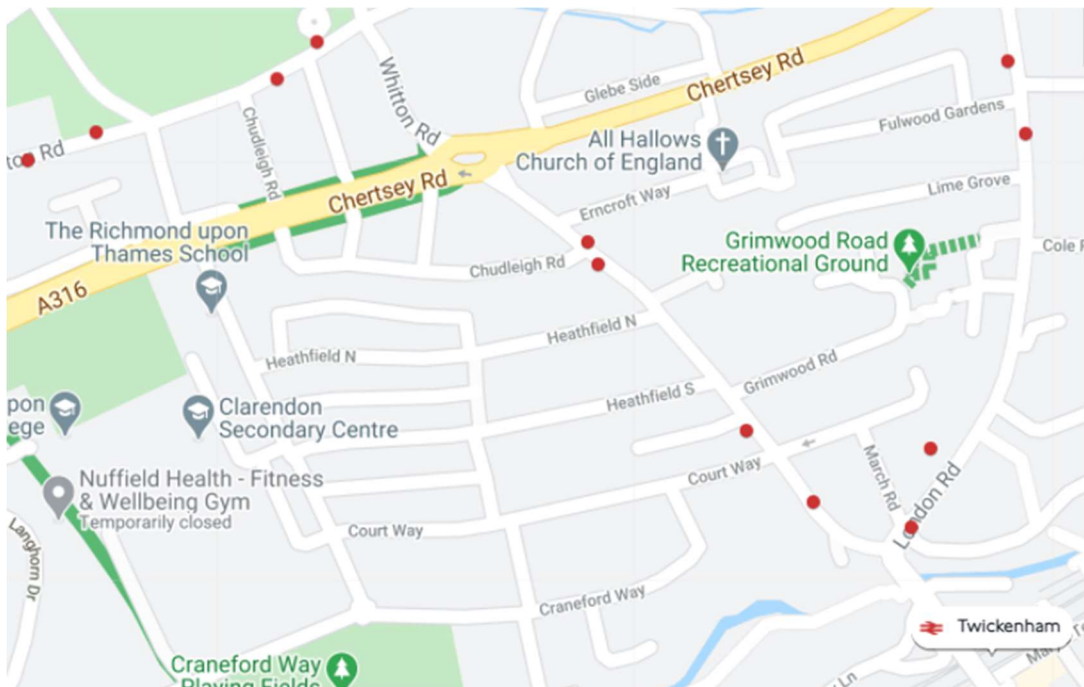 Whitton Rd
Glebe Side
Chertsey Rd
Fulwood Gardens
Chudleigh Rd
All Hallows
Church of England
ton Rd
Chertsey Rd
Erncroft Way
Lime Grove
The Richmond upon
Thames School
Grimwood Road
Recreational Ground
Cole
Chudleigh Rd
A316
Heathfield N
Heathfield N
Grimwood Rd
Heathfield S
pon
ege
Clarendon
Secondary Centre
Court Way
March Rd
Nuffield Health - Fitness
& Wellbeing Gym
Temporarily closed
London Rd
Court Way
Langhorn Dr
Craneford Way
Twickenham
Craneford Way
Playing Fields
Ln